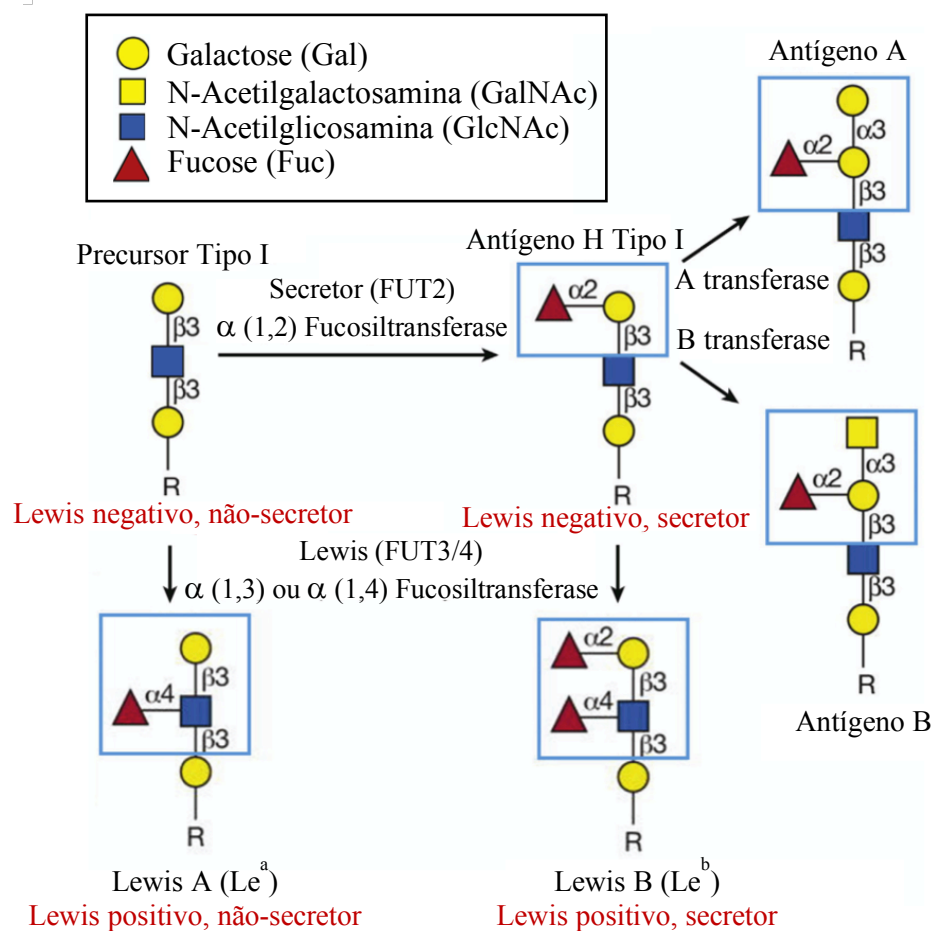 Galactose (Gal)
N-Acetilgalactosamina (GalNAc)
N-Acetilglicosamina (GlcNAc)
Fucose (Fuc)
Antígeno A
α3
α2
β3
β3
R
Precursor Tipo I
β3
β3
R
Lewis negativo, não-secretor
Secretor (FUT2)
α (1,2) Fucosiltransferase
Antígeno H Tipo I
α2
β3
β3
R
Lewis negativo, secretor
A transferase
B transferase
α3
α2
β3
β3
R
Antígeno B
Lewis (FUT3/4)
α (1,3) ou α (1,4) Fucosiltransferase
β3
α4
β3
R
Lewis A (Leᵃ)
Lewis positivo, não-secretor
α2
β3
α4
β3
R
Lewis B (Leᵇ)
Lewis positivo, secretor